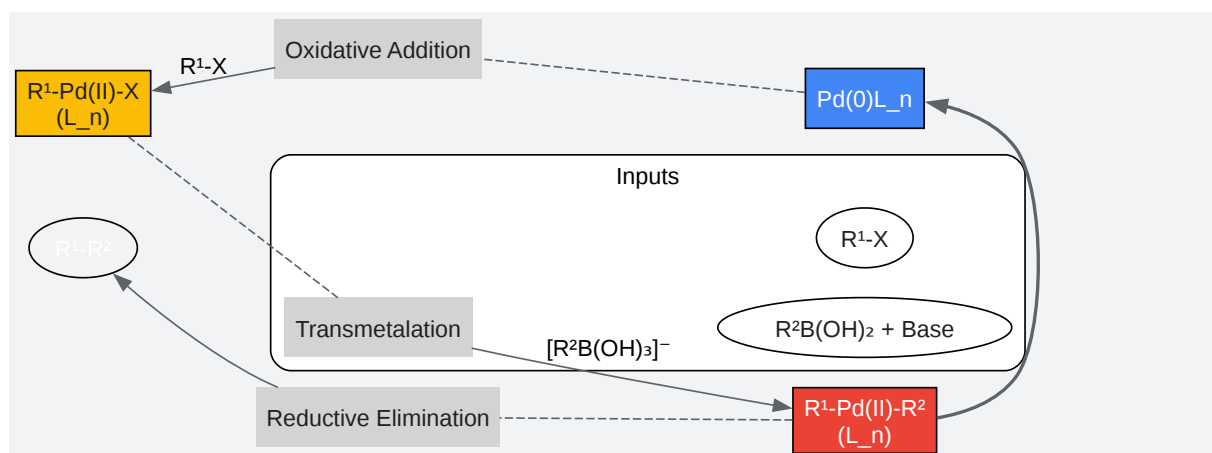 Oxidative Addition
R¹-X
R¹-Pd(II)-X
(L_n)
Pd(0)L_n
Inputs
R¹-R²
R¹-X
Transmetalation
[R²B(OH)₃]⁻
R²B(OH)₂ + Base
Reductive Elimination
R¹-Pd(II)-R²
(L_n)